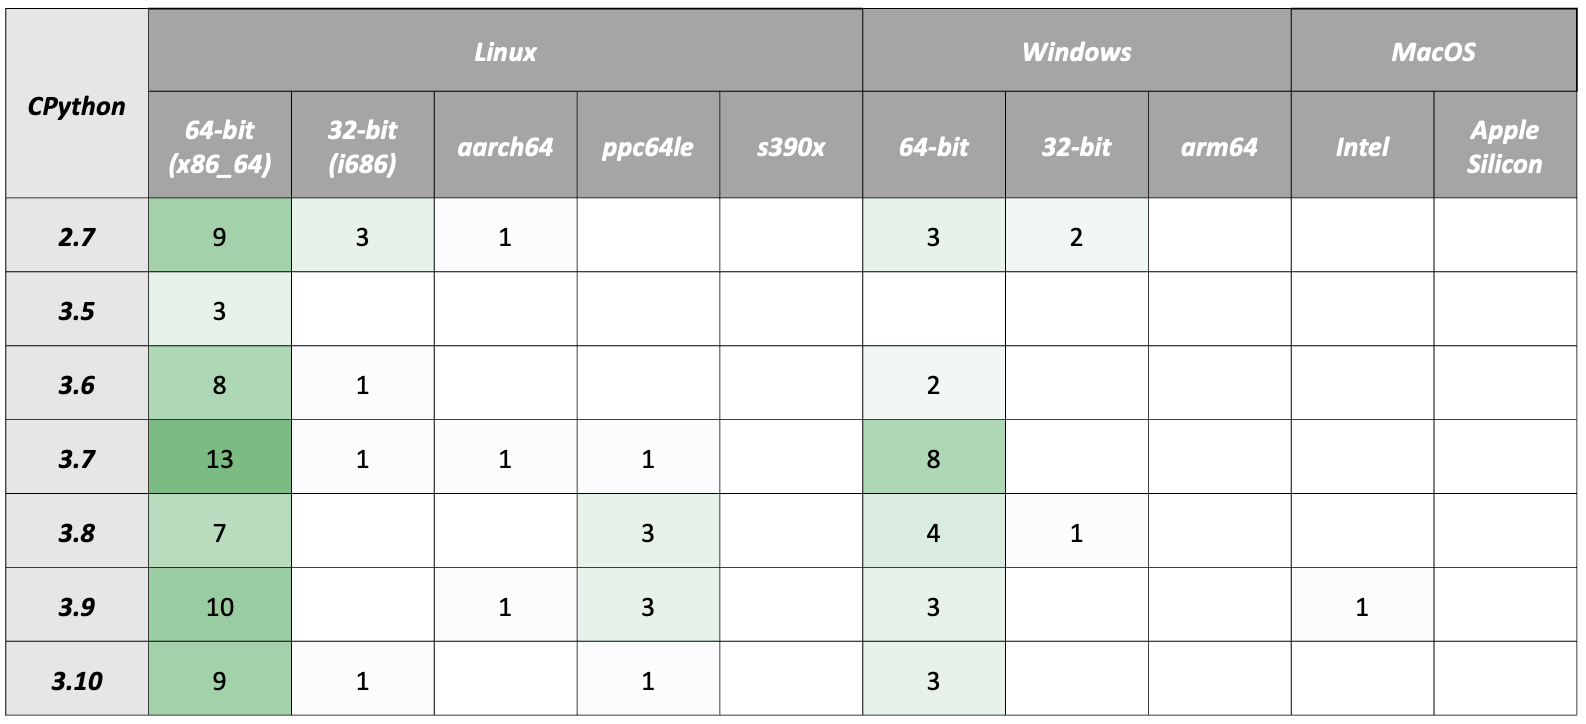 CPython Linux Windows MacOS
64-bit (x86_64) 32-bit (i686) aarch64 ppc64le s390x 64-bit 32-bit arm64 Intel Apple Silicon
2.7 9 3 1 3 2
3.5 3
3.6 8 1 2
3.7 13 1 1 1 8
3.8 7 3 4 1
3.9 10 1 3 3 1
3.10 9 1 1 3